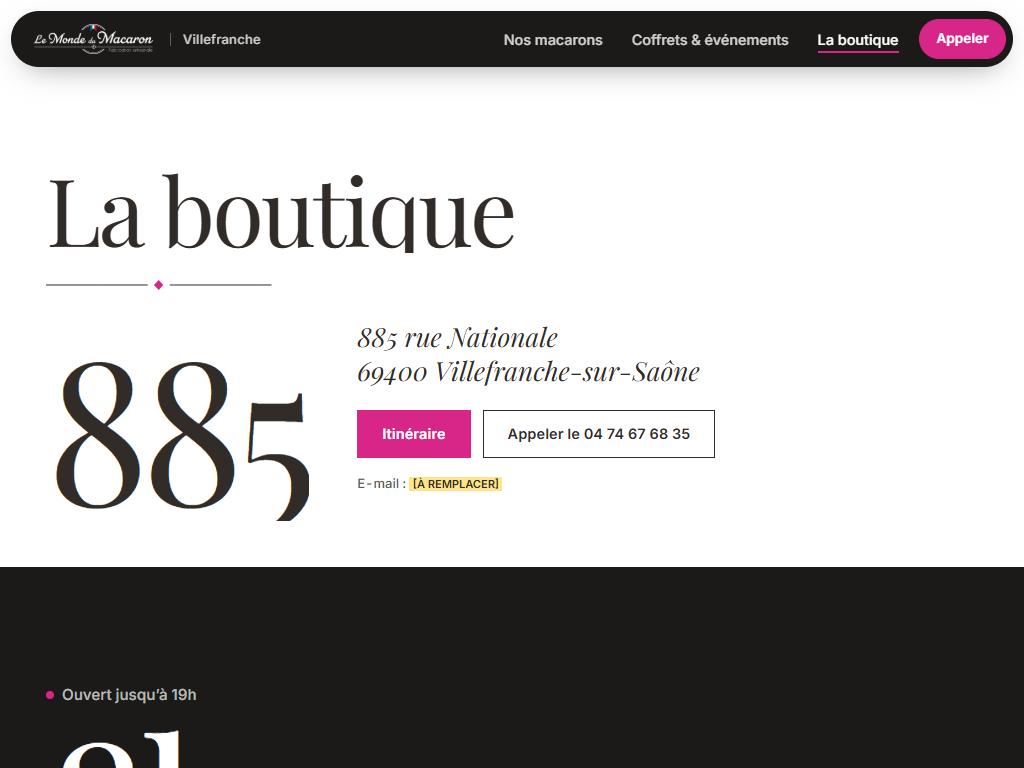 Le Monde du Macaron
Villefranche
Nos macarons
Coffrets & événements
La boutique
Appeler
La boutique
885
885 rue Nationale
69400 Villefranche-sur-Saône
Itinéraire
Appeler le 04 74 67 68 35
E-mail : [À REMPLACER]
Ouvert jusqu’à 19h